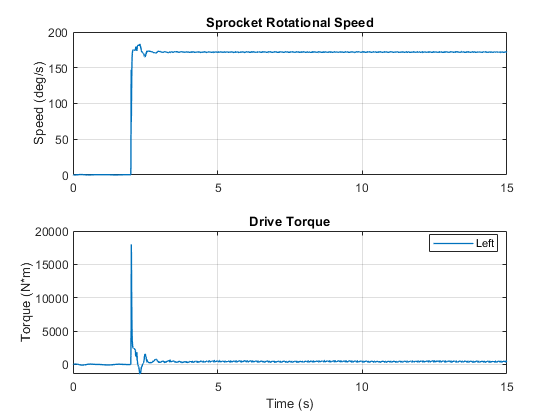 Sprocket Rotational Speed
200
150
100
50
0
Speed (deg/s)
0 5 10 15
Drive Torque
20000
15000
10000
5000
0
Torque (N*m)
Left
0 5 10 15
Time (s)